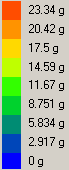 23.34 g
20.42 g
17.5 g
14.59 g
11.67 g
8.751 g
5.834 g
2.917 g
0 g